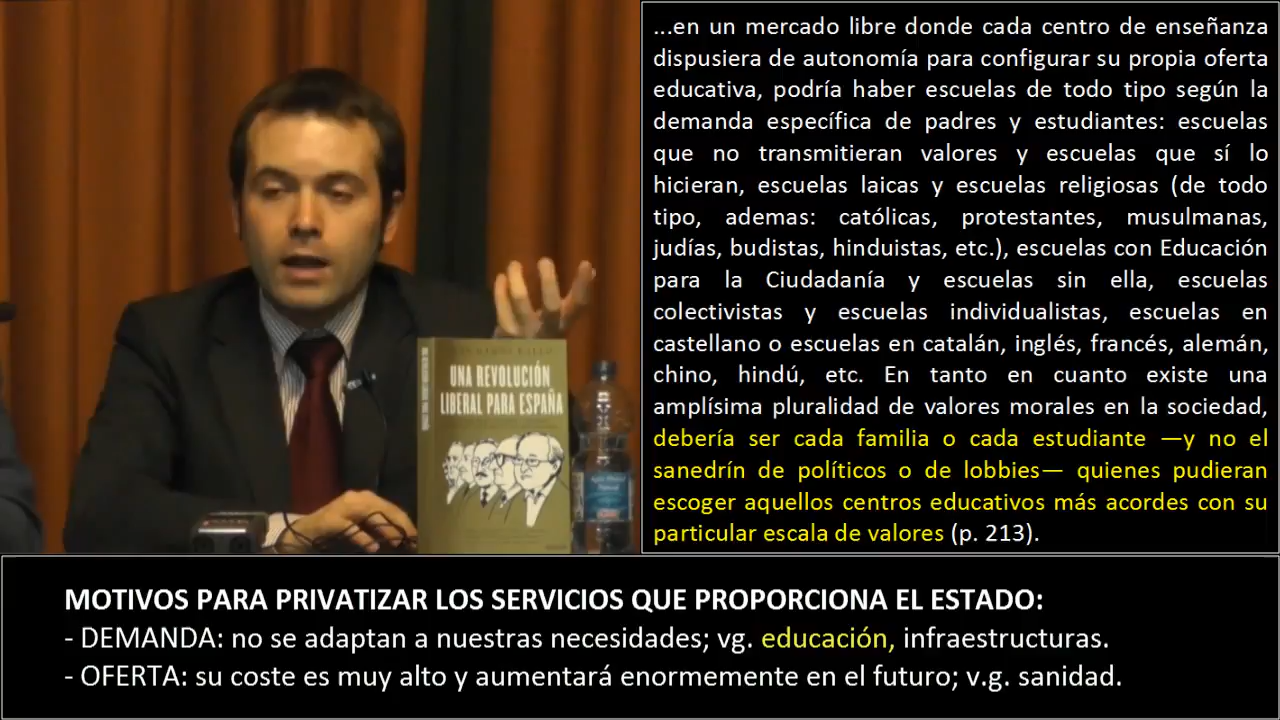 ...en un mercado libre donde cada centro de enseñanza
dispusiera de autonomía para configurar su propia oferta
educativa, podría haber escuelas de todo tipo según la
demanda específica de padres y estudiantes: escuelas
que no transmitieran valores y escuelas que sí lo
hicieran, escuelas laicas y escuelas religiosas (de todo
tipo, ademas: católicas, protestantes, musulmanas,
judías, budistas, hinduistas, etc.), escuelas con Educación
para la Ciudadanía y escuelas sin ella, escuelas
colectivistas y escuelas individualistas, escuelas en
castellano o escuelas en catalán, inglés, francés, alemán,
chino, hindú, etc. En tanto en cuanto existe una
amplísima pluralidad de valores morales en la sociedad,
debería ser cada familia o cada estudiante —y no el
sanedrín de políticos o de lobbies— quienes pudieran
escoger aquellos centros educativos más acordes con su
particular escala de valores (p. 213).
UNA REVOLUCIÓN
LIBERAL PARA ESPAÑA
MOTIVOS PARA PRIVATIZAR LOS SERVICIOS QUE PROPORCIONA EL ESTADO:
- DEMANDA: no se adaptan a nuestras necesidades; vg. educación, infraestructuras.
- OFERTA: su coste es muy alto y aumentará enormemente en el futuro; v.g. sanidad.